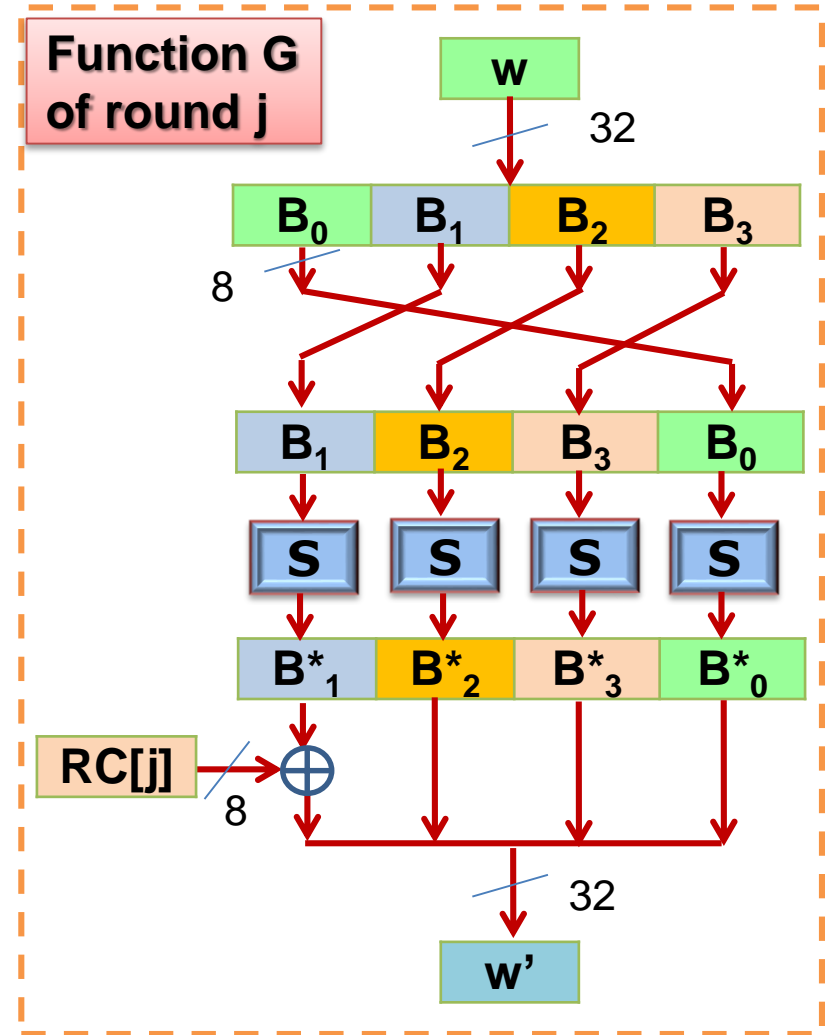 Function G
of round j
w
32
B₀ B₁ B₂ B₃
8
B₁ B₂ B₃ B₀
S S S S
B*₁ B*₂ B*₃ B*₀
RC[j]
8
32
w’